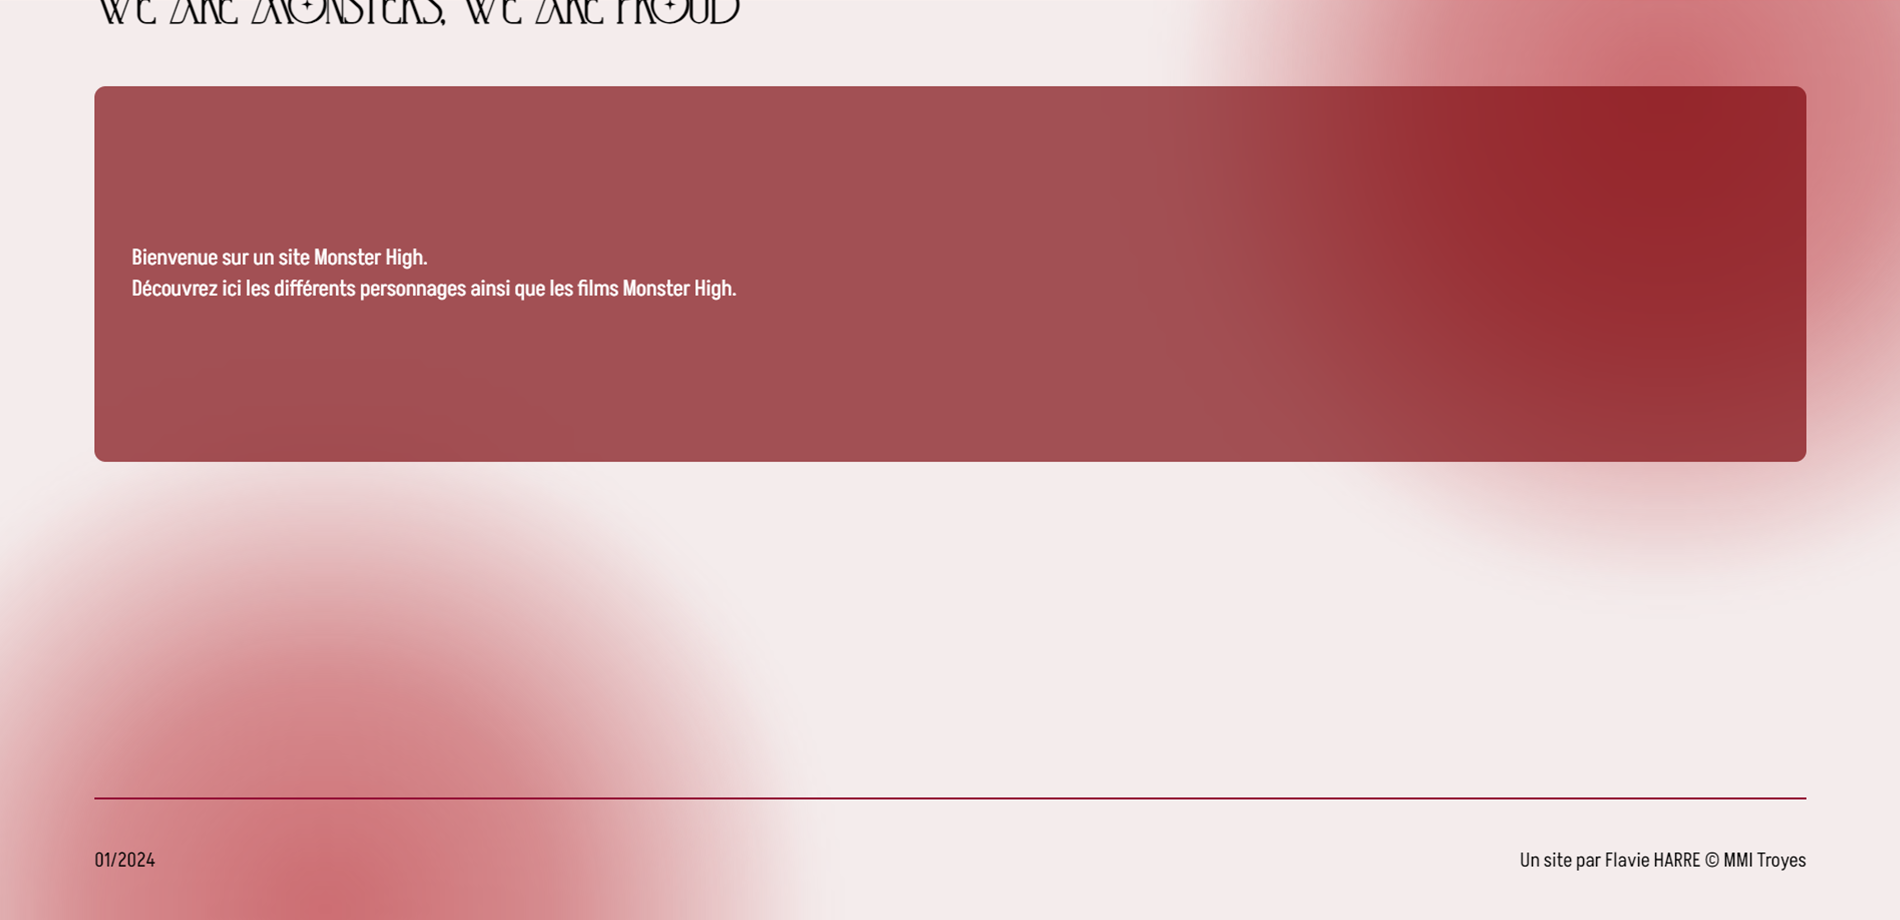 WE ARE MONSTERS, WE ARE PROUD
Bienvenue sur un site Monster High.
Découvrez ici les différents personnages ainsi que les films Monster High.
01/2024
Un site par Flavie HARRE © MMI Troyes